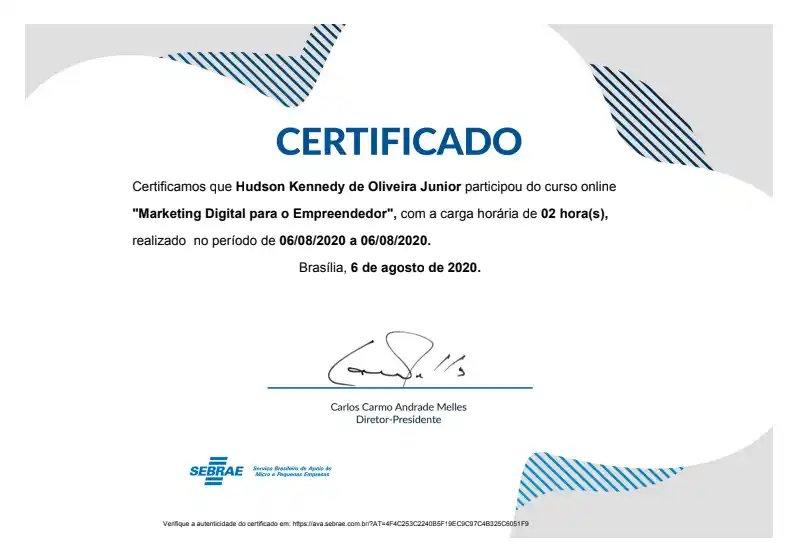 CERTIFICADO
Certificamos que Hudson Kennedy de Oliveira Junior participou do curso online
"Marketing Digital para o Empreendedor", com a carga horária de 02 hora(s),
realizado no período de 06/08/2020 a 06/08/2020.
Brasília, 6 de agosto de 2020.
Carlos Carmo Andrade Melles
Diretor-Presidente
SEBRAE
Serviço Brasileiro de Apoio às
Micro e Pequenas Empresas
Verifique a autenticidade do certificado em: https://ava.sebrae.com.br/?AT=4F4C253C2240B5F19EC9C97C4B325C6051F9